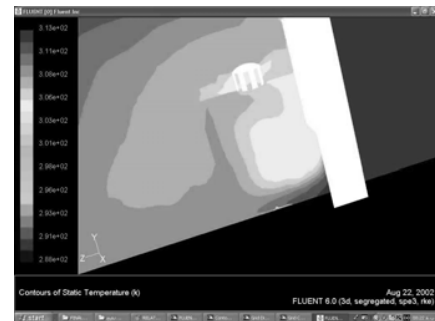 FLUENT [0] Fluent Inc
3.13e+02
3.11e+02
3.08e+02
3.06e+02
3.03e+02
3.01e+02
2.98e+02
2.96e+02
2.93e+02
2.91e+02
2.88e+02
Y
Z X
Contours of Static Temperature (k)
Aug 22, 2002
FLUENT 6.0 (3d, segregated, spe3, rke)
start